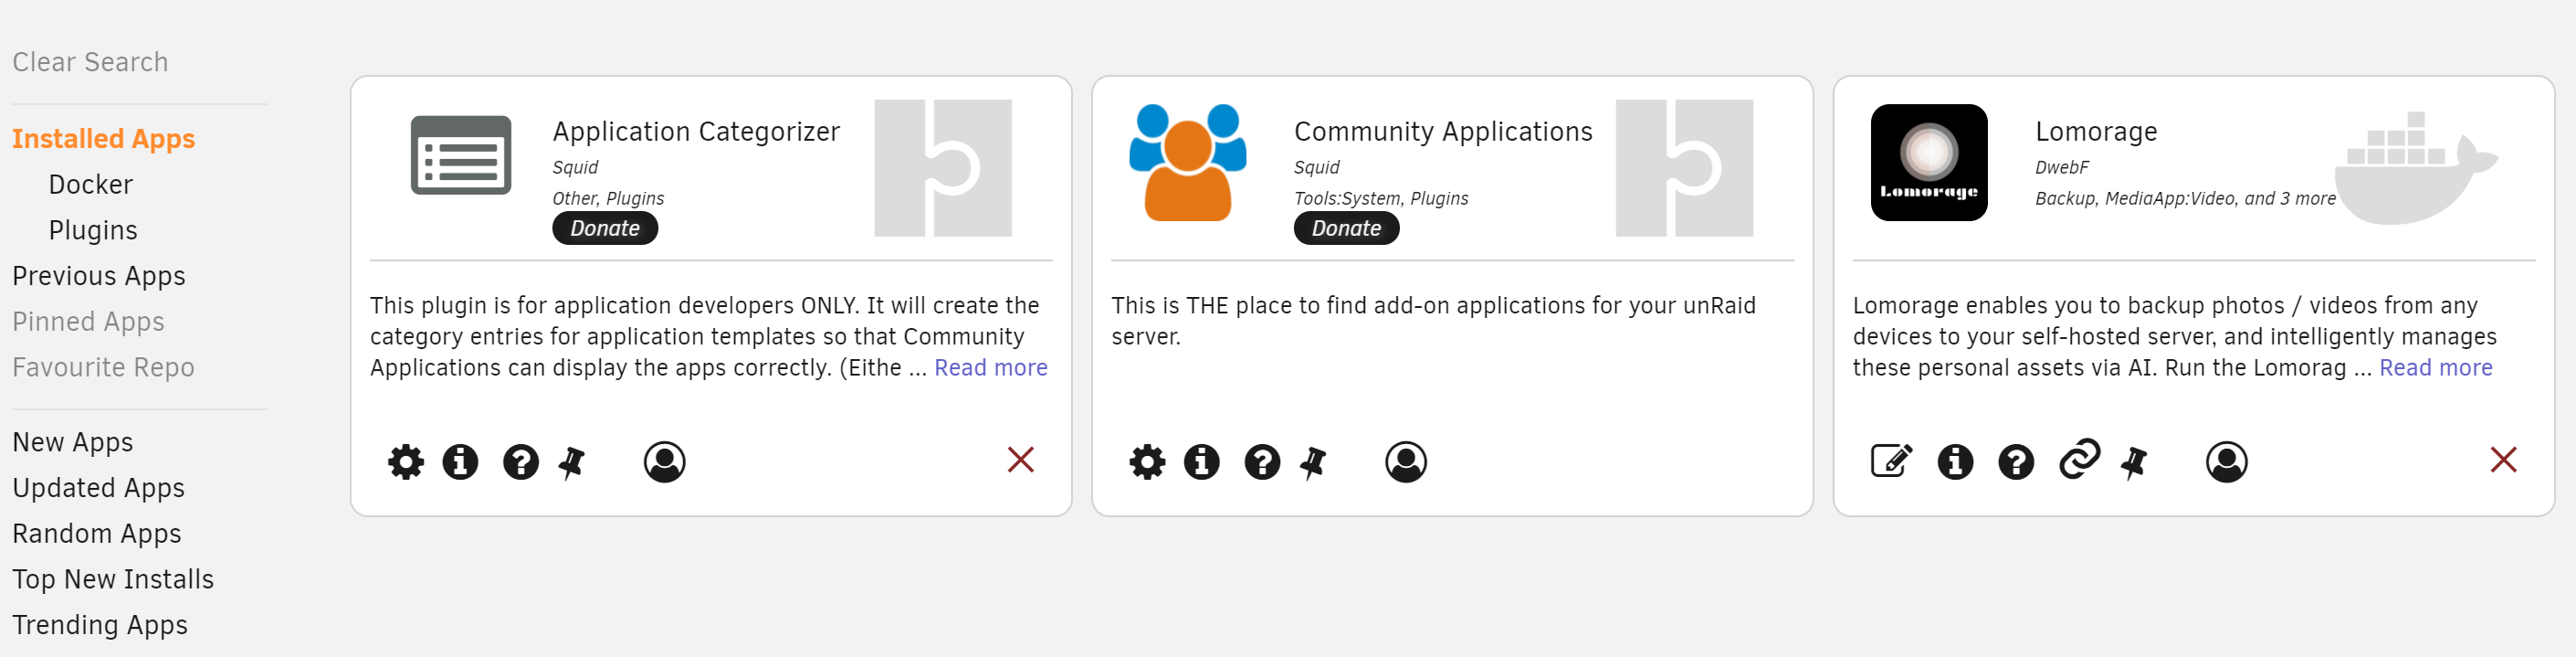 Clear Search
Installed Apps
Docker
Plugins
Previous Apps
Pinned Apps
Favourite Repo
New Apps
Updated Apps
Random Apps
Top New Installs
Trending Apps
Application Categorizer
Squid
Other, Plugins
Donate
This plugin is for application developers ONLY. It will create the
category entries for application templates so that Community
Applications can display the apps correctly. (Eithe ... Read more
Community Applications
Squid
Tools:System, Plugins
Donate
This is THE place to find add-on applications for your unRaid
server.
Lomorage
Lomorage
DwebF
Backup, MediaApp:Video, and 3 more
Lomorage enables you to backup photos / videos from any
devices to your self-hosted server, and intelligently manages
these personal assets via AI. Run the Lomorag ... Read more